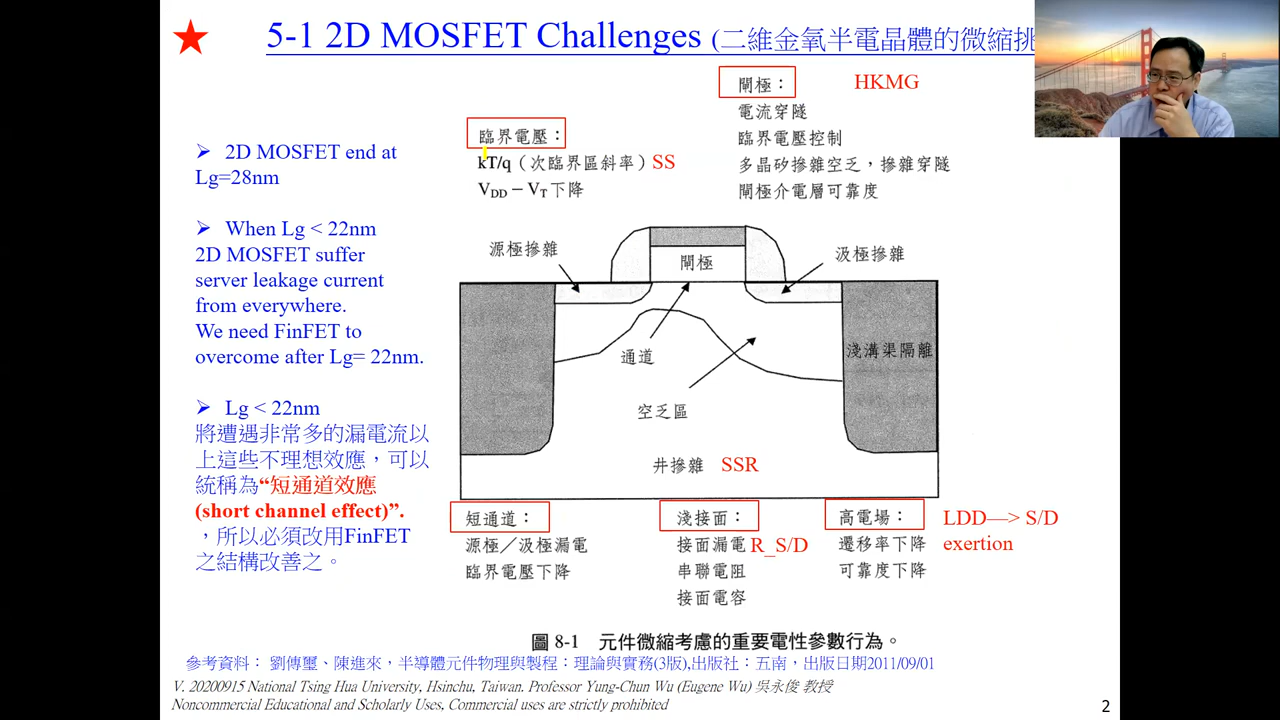 5-1 2D MOSFET Challenges (二維金氧半電晶體的微縮挑
➢ 2D MOSFET end at
Lg=28nm
➢ When Lg < 22nm
2D MOSFET suffer
server leakage current
from everywhere.
We need FinFET to
overcome after Lg= 22nm.
➢ Lg < 22nm
將遭遇非常多的漏電流以
上這些不理想效應，可以
統稱為“短通道效應
(short channel effect)”.
，所以必須改用FinFET
之結構改善之。
臨界電壓：
kT/q（次臨界區斜率） SS
VDD − VT下降
閘極： HKMG
電流穿隧
臨界電壓控制
多晶矽摻雜空乏，摻雜穿隧
閘極介電層可靠度
源極摻雜
閘極
汲極摻雜
通道
淺溝渠隔離
空乏區
井摻雜 SSR
短通道：
源極／汲極漏電
臨界電壓下降
淺接面：
接面漏電 R_S/D
串聯電阻
接面電容
高電場： LDD—> S/D
遷移率下降 exertion
可靠度下降
圖 8-1 元件微縮考慮的重要電性參數行為。
參考資料： 劉傳璽、陳進來，半導體元件物理與製程：理論與實務(3版),出版社：五南，出版日期2011/09/01
V. 20200915 National Tsing Hua University, Hsinchu, Taiwan. Professor Yung-Chun Wu (Eugene Wu) 吳永俊 教授
Noncommercial Educational and Scholarly Uses, Commercial uses are strictly prohibited
2